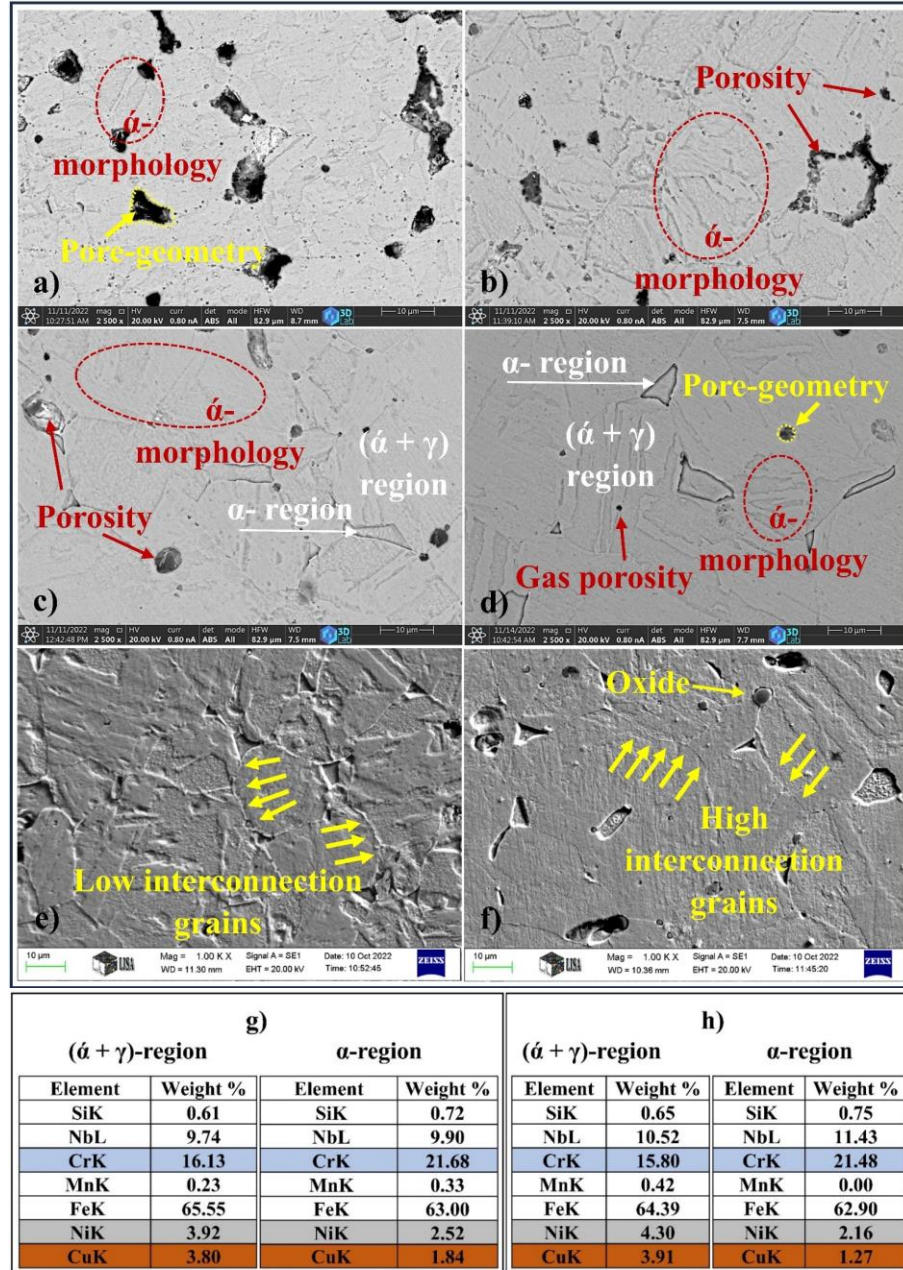 ά-
morphology
Pore-geometry
a)
11/11/2022 mag □ HV curr det mode HFW WD 10 µm
10:27:51 AM 2 500 x 20.00 kV 0.80 nA ABS All 82.9 µm 8.7 mm 3D Lab
Porosity
ά-
morphology
b)
11/11/2022 mag □ HV curr det mode HFW WD 10 µm
11:39:10 AM 2 500 x 20.00 kV 0.80 nA ABS All 82.9 µm 7.5 mm 3D Lab
ά-
morphology
(ά + γ)
region
α- region
Porosity
c)
11/11/2022 mag □ HV curr det mode HFW WD 10 µm
12:42:48 PM 2 500 x 20.00 kV 0.80 nA ABS All 82.9 µm 7.5 mm 3D Lab
α- region
Pore-geometry
(ά + γ)
region
ά-
morphology
Gas porosity
d)
11/14/2022 mag □ HV curr det mode HFW WD 10 µm
10:42:54 AM 2 500 x 20.00 kV 0.80 nA ABS All 82.9 µm 7.7 mm 3D Lab
Low interconnection
grains
e)
10 µm LISA Mag = 1.00 K X Signal A = SE1 Date: 10 Oct 2022 ZEISS
WD = 11.30 mm EHT = 20.00 kV Time: 10:52:45
Oxide
High
interconnection
grains
f)
10 µm LISA Mag = 1.00 K X Signal A = SE1 Date: 10 Oct 2022 ZEISS
WD = 10.36 mm EHT = 20.00 kV Time: 11:45:20
g)
(ά + γ)-region α-region
Element Weight % Element Weight %
SiK 0.61 SiK 0.72
NbL 9.74 NbL 9.90
CrK 16.13 CrK 21.68
MnK 0.23 MnK 0.33
FeK 65.55 FeK 63.00
NiK 3.92 NiK 2.52
CuK 3.80 CuK 1.84
h)
(ά + γ)-region α-region
Element Weight % Element Weight %
SiK 0.65 SiK 0.75
NbL 10.52 NbL 11.43
CrK 15.80 CrK 21.48
MnK 0.42 MnK 0.00
FeK 64.39 FeK 62.90
NiK 4.30 NiK 2.16
CuK 3.91 CuK 1.27